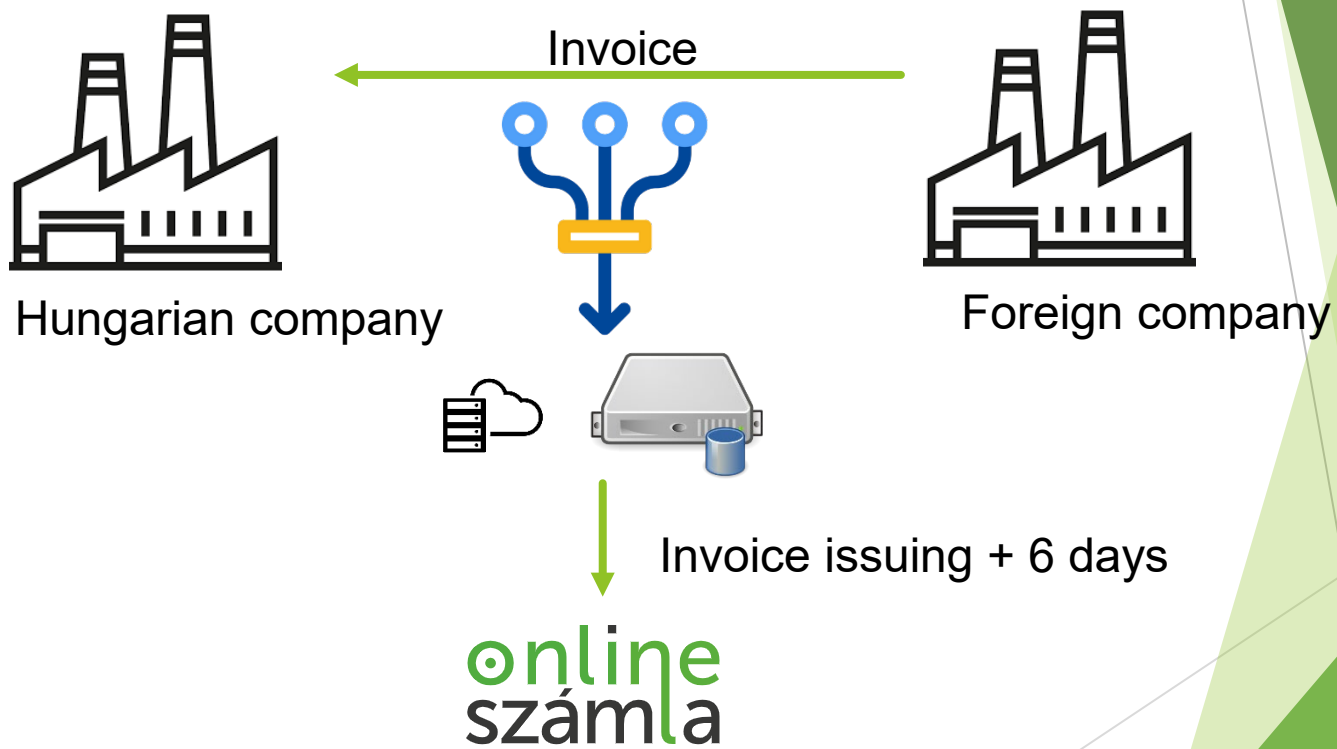 Invoice
Hungarian company
Foreign company
Invoice issuing + 6 days
online
számla